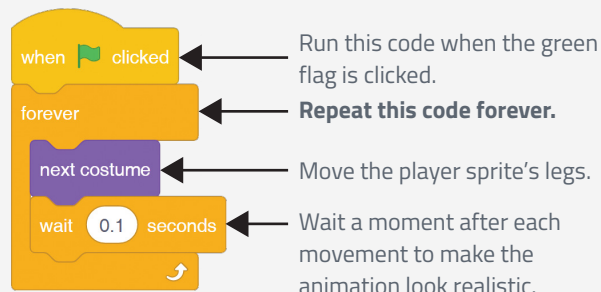 when clicked
Run this code when the green
flag is clicked.
forever
Repeat this code forever.
next costume
Move the player sprite's legs.
wait 0.1 seconds
Wait a moment after each
movement to make the
animation look realistic.